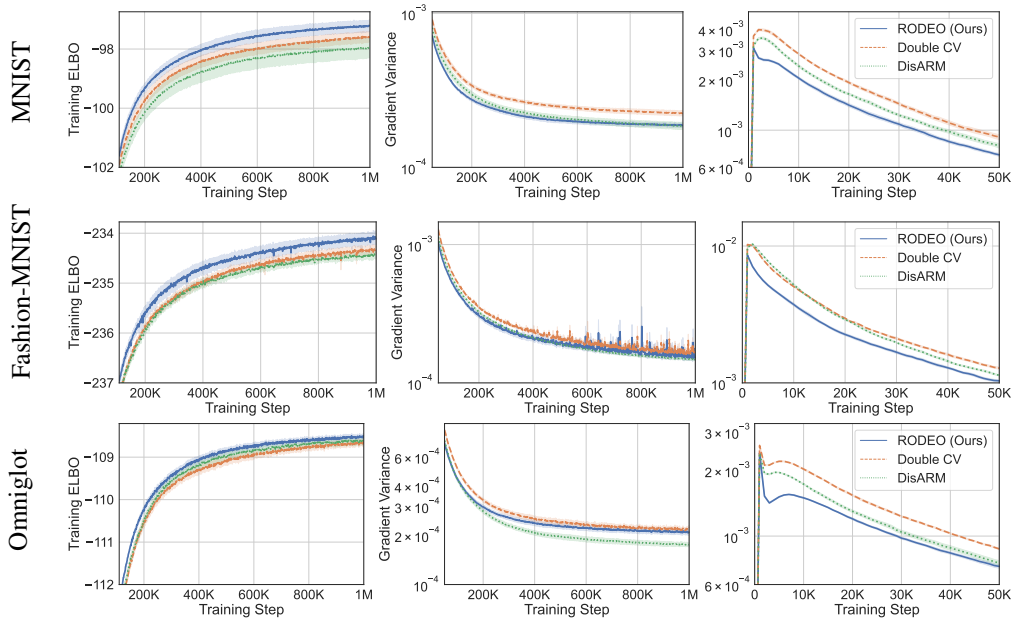 MNIST
Training ELBO
−98
−100
−102
200K 400K 600K 800K 1M
Training Step
Gradient Variance
10⁻³
10⁻⁴
200K 400K 600K 800K 1M
Training Step
4 × 10⁻³
3 × 10⁻³
2 × 10⁻³
10⁻³
6 × 10⁻⁴
0 10K 20K 30K 40K 50K
Training Step
RODEO (Ours)
Double CV
DisARM
Fashion-MNIST
Training ELBO
−234
−235
−236
−237
200K 400K 600K 800K 1M
Training Step
Gradient Variance
10⁻³
10⁻⁴
200K 400K 600K 800K 1M
Training Step
10⁻²
10⁻³
0 10K 20K 30K 40K 50K
Training Step
RODEO (Ours)
Double CV
DisARM
Omniglot
Training ELBO
−109
−110
−111
−112
200K 400K 600K 800K 1M
Training Step
Gradient Variance
6 × 10⁻⁴
4 × 10⁻⁴
3 × 10⁻⁴
2 × 10⁻⁴
10⁻⁴
200K 400K 600K 800K 1M
Training Step
3 × 10⁻³
2 × 10⁻³
10⁻³
6 × 10⁻⁴
0 10K 20K 30K 40K 50K
Training Step
RODEO (Ours)
Double CV
DisARM